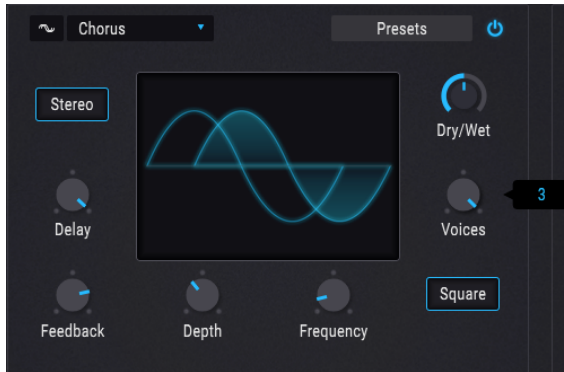 Chorus
Presets
Stereo
Dry/Wet
3
Delay
Voices
Feedback
Depth
Frequency
Square